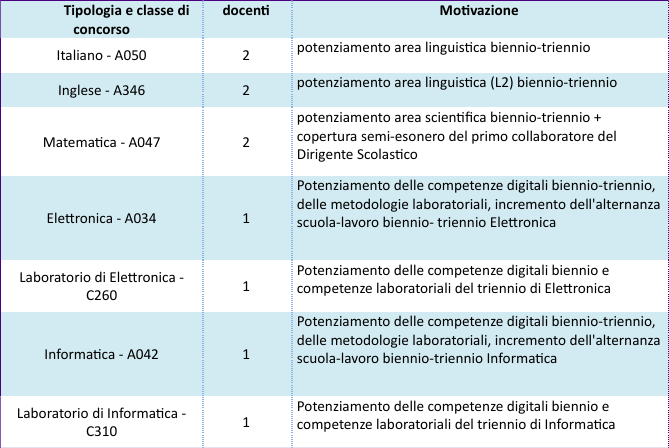 Tipologia e classe di concorso docenti Motivazione
Italiano - A050 2 potenziamento area linguistica biennio-triennio
Inglese - A346 2 potenziamento area linguistica (L2) biennio-triennio
Matematica - A047 2 potenziamento area scientifica biennio-triennio +
copertura semi-esonero del primo collaboratore del
Dirigente Scolastico
Elettronica - A034 1 Potenziamento delle competenze digitali biennio-triennio,
delle metodologie laboratoriali, incremento dell'alternanza
scuola-lavoro biennio- triennio Elettronica
Laboratorio di Elettronica -
C260 1 Potenziamento delle competenze digitali biennio e
competenze laboratoriali del triennio di Elettronica
Informatica - A042 1 Potenziamento delle competenze digitali biennio-triennio,
delle metodologie laboratoriali, incremento dell'alternanza
scuola-lavoro biennio-triennio Informatica
Laboratorio di Informatica -
C310 1 Potenziamento delle competenze digitali biennio e
competenze laboratoriali del triennio di Informatica